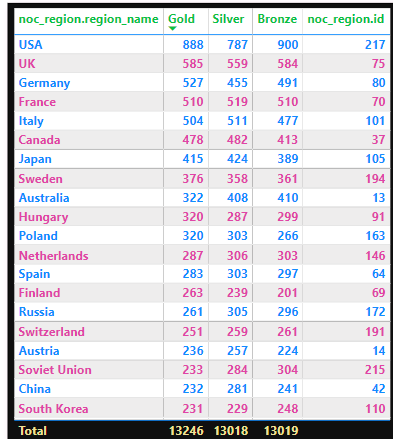 noc_region.region_name Gold Silver Bronze noc_region.id
USA 888 787 900 217
UK 585 559 584 75
Germany 527 455 491 80
France 510 519 510 70
Italy 504 511 477 101
Canada 478 482 413 37
Japan 415 424 389 105
Sweden 376 358 361 194
Australia 322 408 410 13
Hungary 320 287 299 91
Poland 320 303 266 163
Netherlands 287 306 303 146
Spain 283 303 297 64
Finland 263 239 201 69
Russia 261 305 296 172
Switzerland 251 259 261 191
Austria 236 257 224 14
Soviet Union 233 284 304 215
China 232 281 241 42
South Korea 231 229 248 110
Total 13246 13018 13019